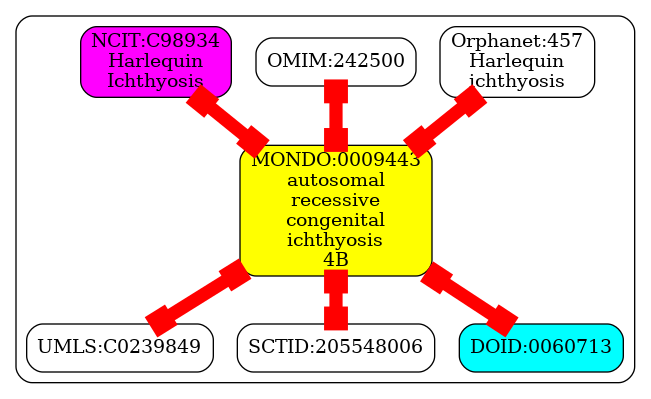 NCIT:C98934
Harlequin
Ichthyosis
OMIM:242500
Orphanet:457
Harlequin
ichthyosis
MONDO:0009443
autosomal
recessive
congenital
ichthyosis
4B
UMLS:C0239849
SCTID:205548006
DOID:0060713